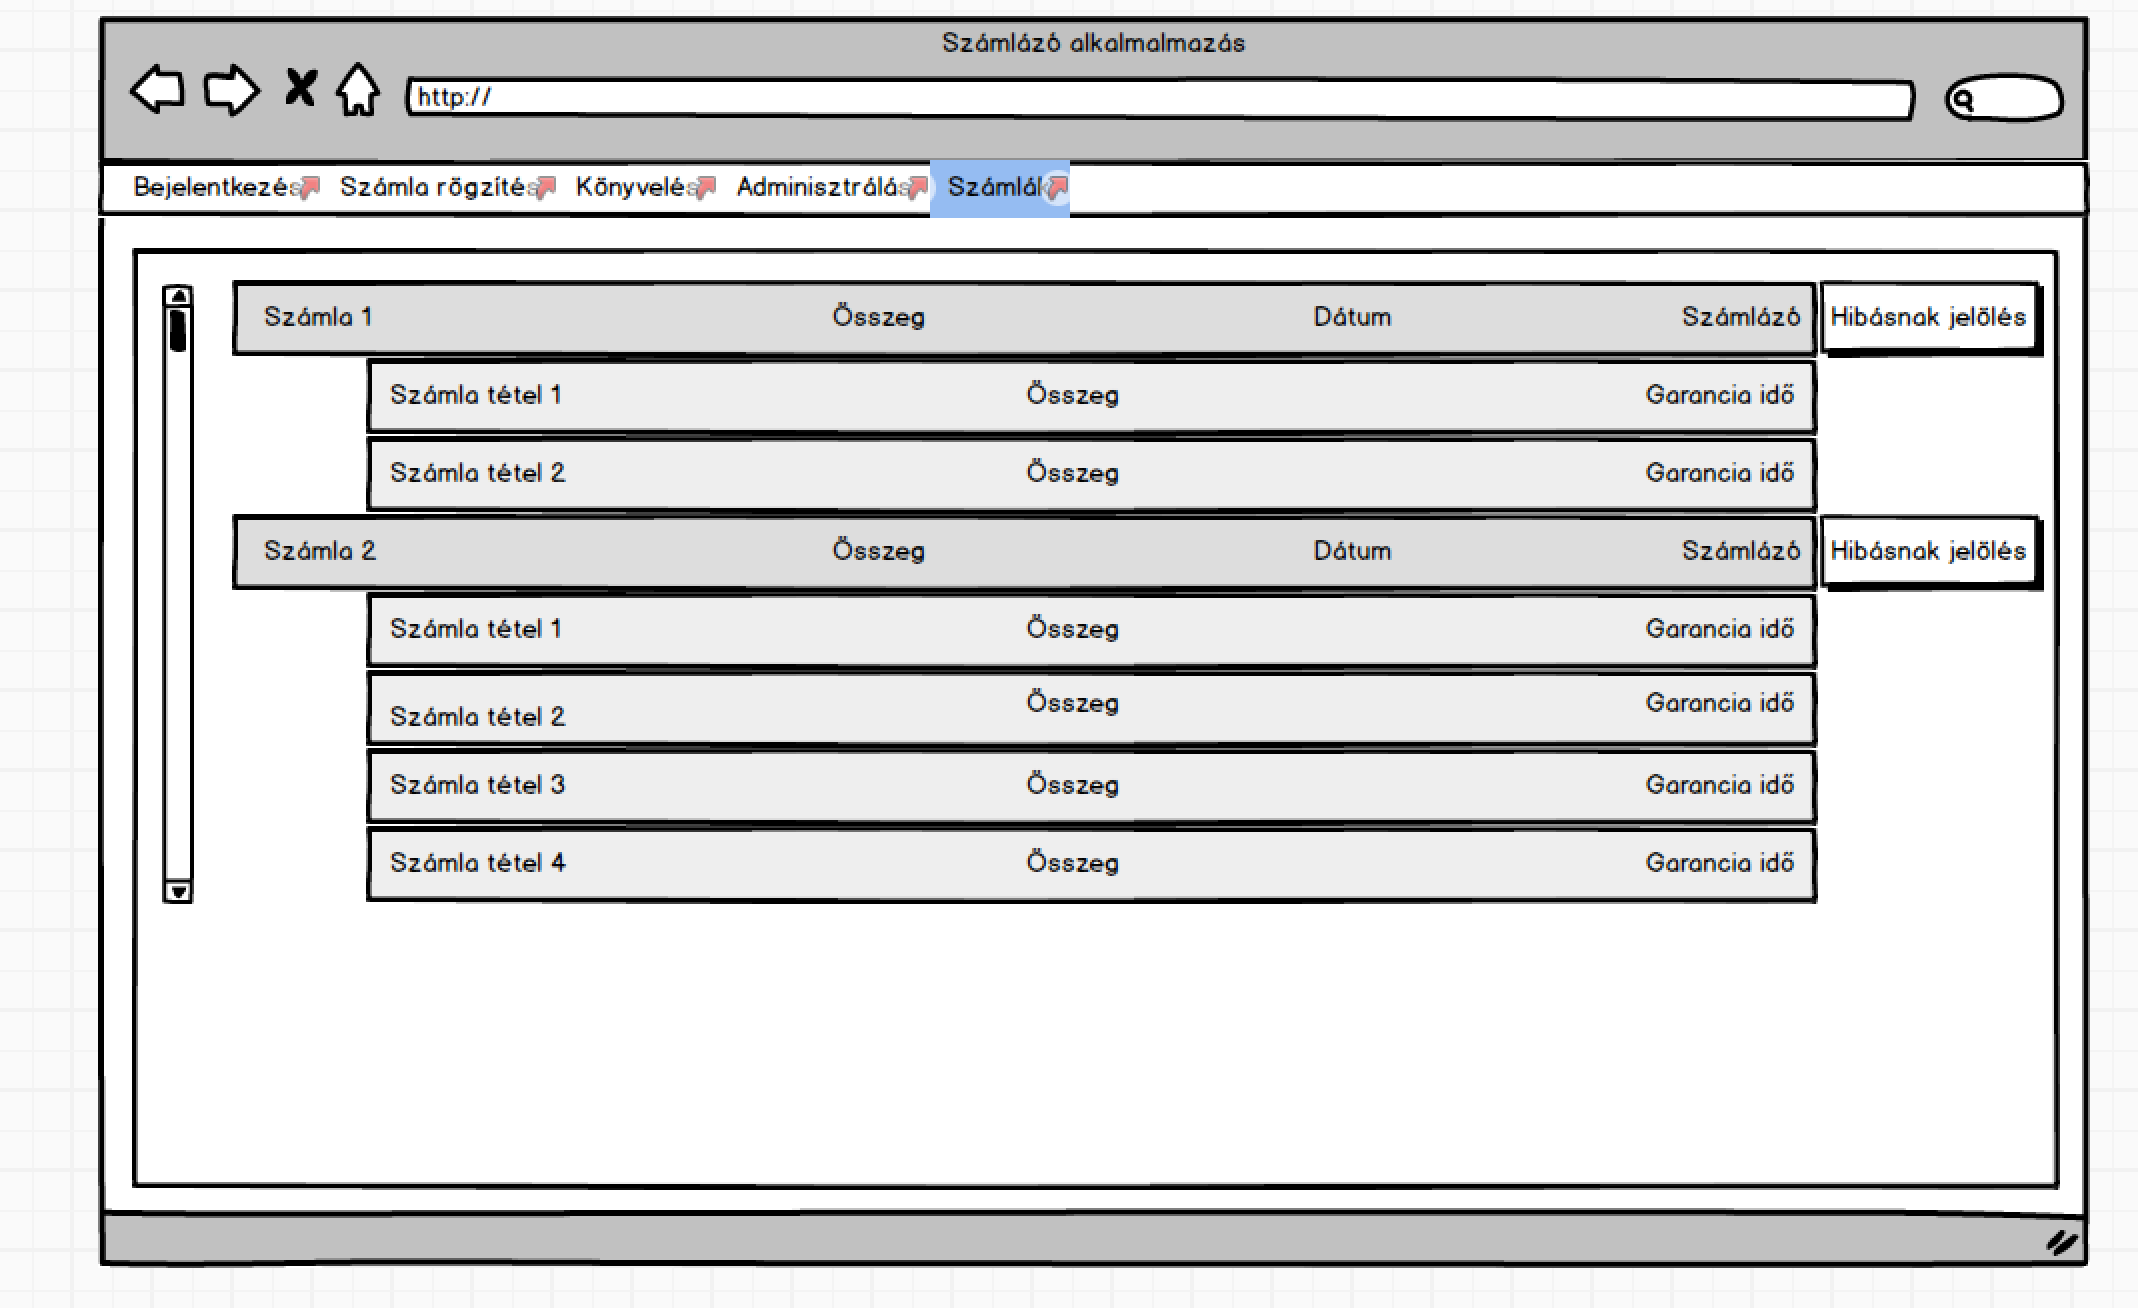 Számlázó alkalmalmazás
http://
Bejelentkezés Számla rögzítés Könyvelés Adminisztrálás Számlák
Számla 1 Összeg Dátum Számlázó Hibásnak jelölés
Számla tétel 1 Összeg Garancia idő
Számla tétel 2 Összeg Garancia idő
Számla 2 Összeg Dátum Számlázó Hibásnak jelölés
Számla tétel 1 Összeg Garancia idő
Számla tétel 2 Összeg Garancia idő
Számla tétel 3 Összeg Garancia idő
Számla tétel 4 Összeg Garancia idő